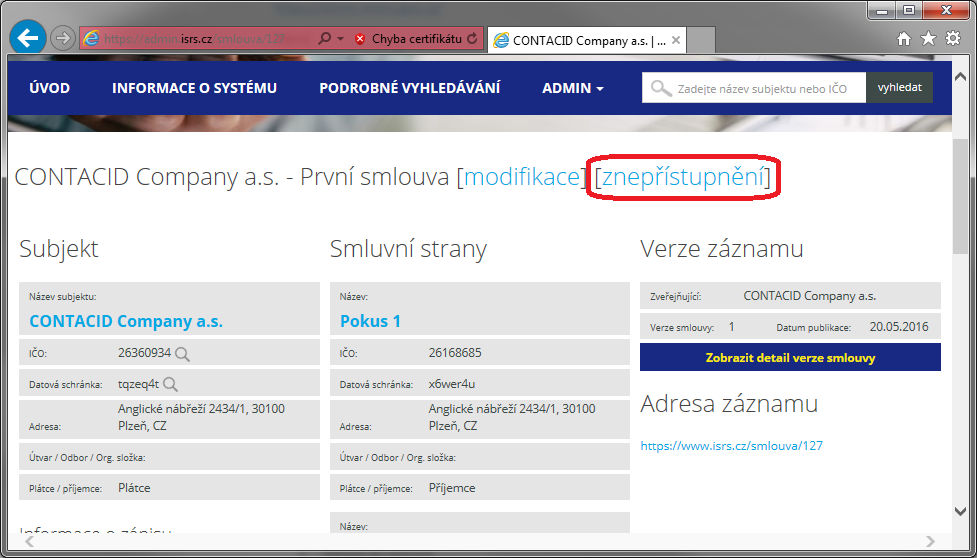 https://admin.isrs.cz/smlouva/127
Chyba certifikátu
CONTACID Company a.s. | ...
ÚVOD
INFORMACE O SYSTÉMU
PODROBNÉ VYHLEDÁVÁNÍ
ADMIN
Zadejte název subjektu nebo IČO
vyhledat
CONTACID Company a.s. - První smlouva [modifikace] [znepřístupnění]
Subjekt
Název subjektu:
CONTACID Company a.s.
IČO: 26360934
Datová schránka: tqzeq4t
Adresa: Anglické nábřeží 2434/1, 30100
Plzeň, CZ
Útvar / Odbor / Org. složka:
Plátce / příjemce: Plátce
Smluvní strany
Název:
Pokus 1
IČO: 26168685
Datová schránka: x6wer4u
Adresa: Anglické nábřeží 2434/1, 30100
Plzeň, CZ
Útvar / Odbor / Org. složka:
Plátce / příjemce: Příjemce
Název:
Verze záznamu
Zveřejňující: CONTACID Company a.s.
Verze smlouvy: 1 Datum publikace: 20.05.2016
Zobrazit detail verze smlouvy
Adresa záznamu
https://www.isrs.cz/smlouva/127
Informace o zápisu